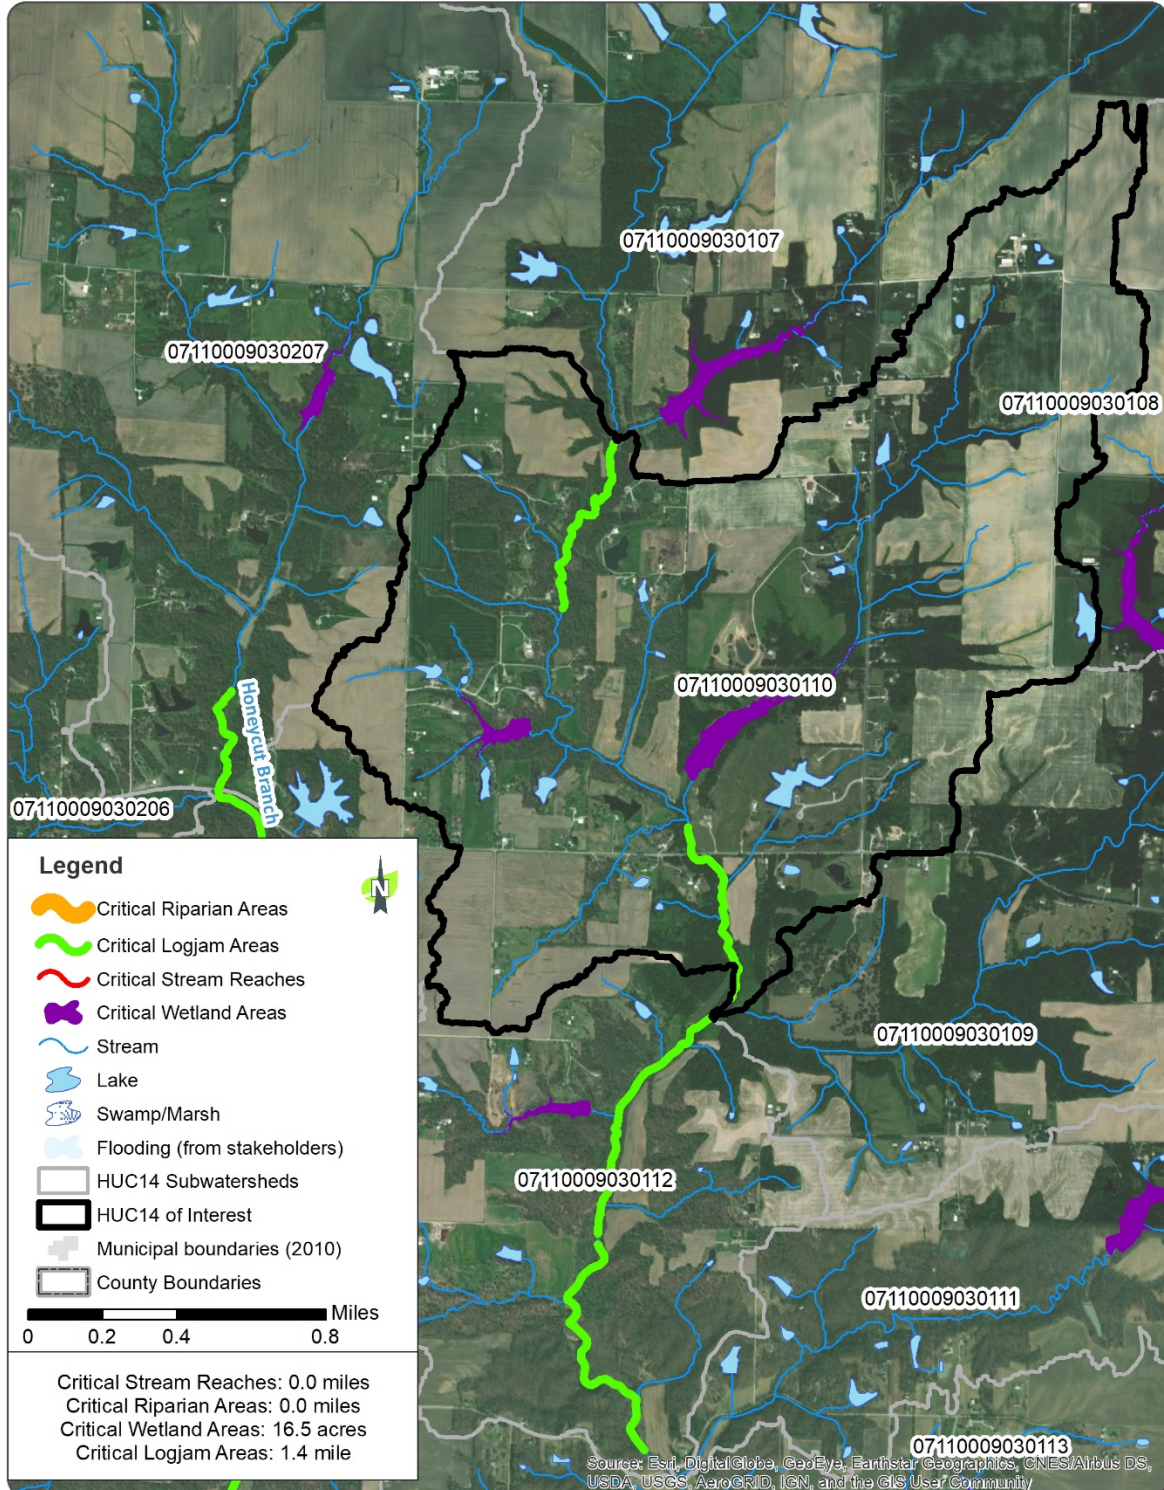 07110009030107
07110009030207
07110009030108
07110009030110
Honeycut Branch
07110009030206
07110009030109
07110009030112
07110009030111
07110009030113
Legend
N
Critical Riparian Areas
Critical Logjam Areas
Critical Stream Reaches
Critical Wetland Areas
Stream
Lake
Swamp/Marsh
Flooding (from stakeholders)
HUC14 Subwatersheds
HUC14 of Interest
Municipal boundaries (2010)
County Boundaries
Miles
0 0.2 0.4 0.8
Critical Stream Reaches: 0.0 miles
Critical Riparian Areas: 0.0 miles
Critical Wetland Areas: 16.5 acres
Critical Logjam Areas: 1.4 mile
Source: Esri, DigitalGlobe, GeoEye, Earthstar Geographics, CNES/Airbus DS,
USDA, USGS, AeroGRID, IGN, and the GIS User Community